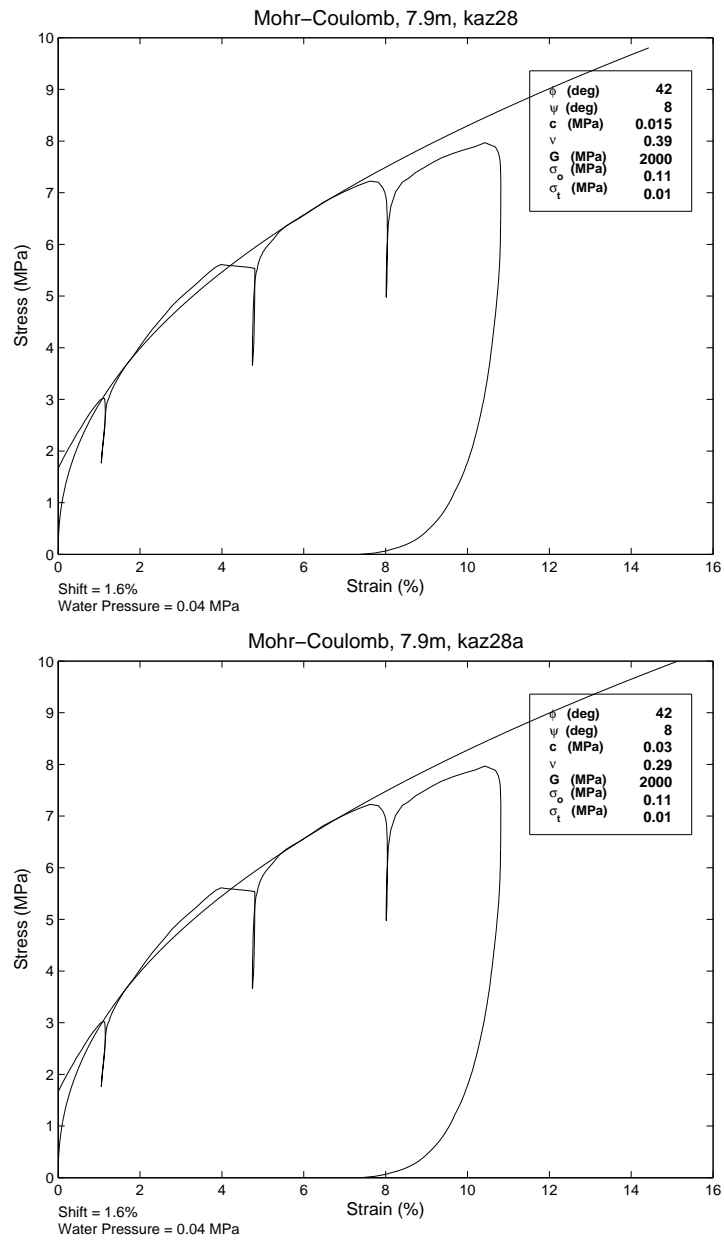 Mohr−Coulomb, 7.9m, kaz28
10
9
8
7
6
5
4
3
2
1
0
Stress (MPa)
ϕ (deg) 42
ψ (deg) 8
c (MPa) 0.015
ν 0.39
G (MPa) 2000
σo (MPa) 0.11
σt (MPa) 0.01
0 2 4 6 8 10 12 14 16
Strain (%)
Shift = 1.6%
Water Pressure = 0.04 MPa
Mohr−Coulomb, 7.9m, kaz28a
10
9
8
7
6
5
4
3
2
1
0
Stress (MPa)
ϕ (deg) 42
ψ (deg) 8
c (MPa) 0.03
ν 0.29
G (MPa) 2000
σo (MPa) 0.11
σt (MPa) 0.01
0 2 4 6 8 10 12 14 16
Strain (%)
Shift = 1.6%
Water Pressure = 0.04 MPa